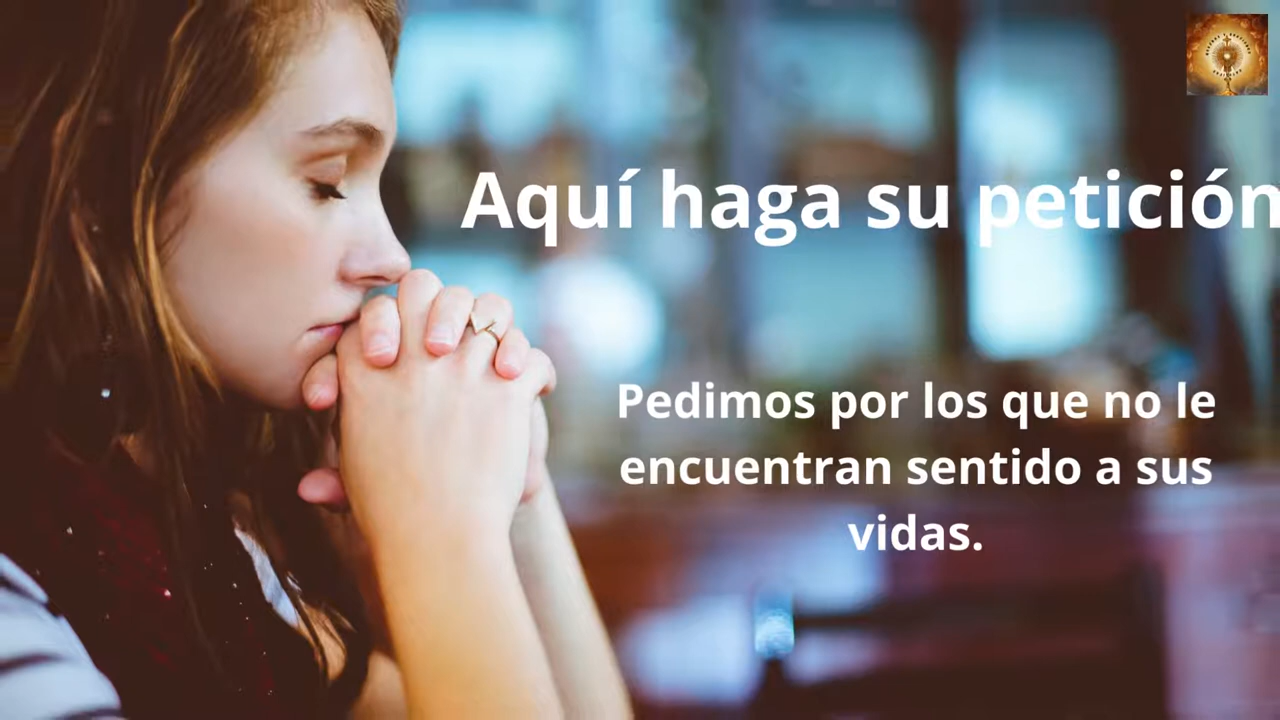 Aquí haga su petición
Pedimos por los que no le
encuentran sentido a sus
vidas.